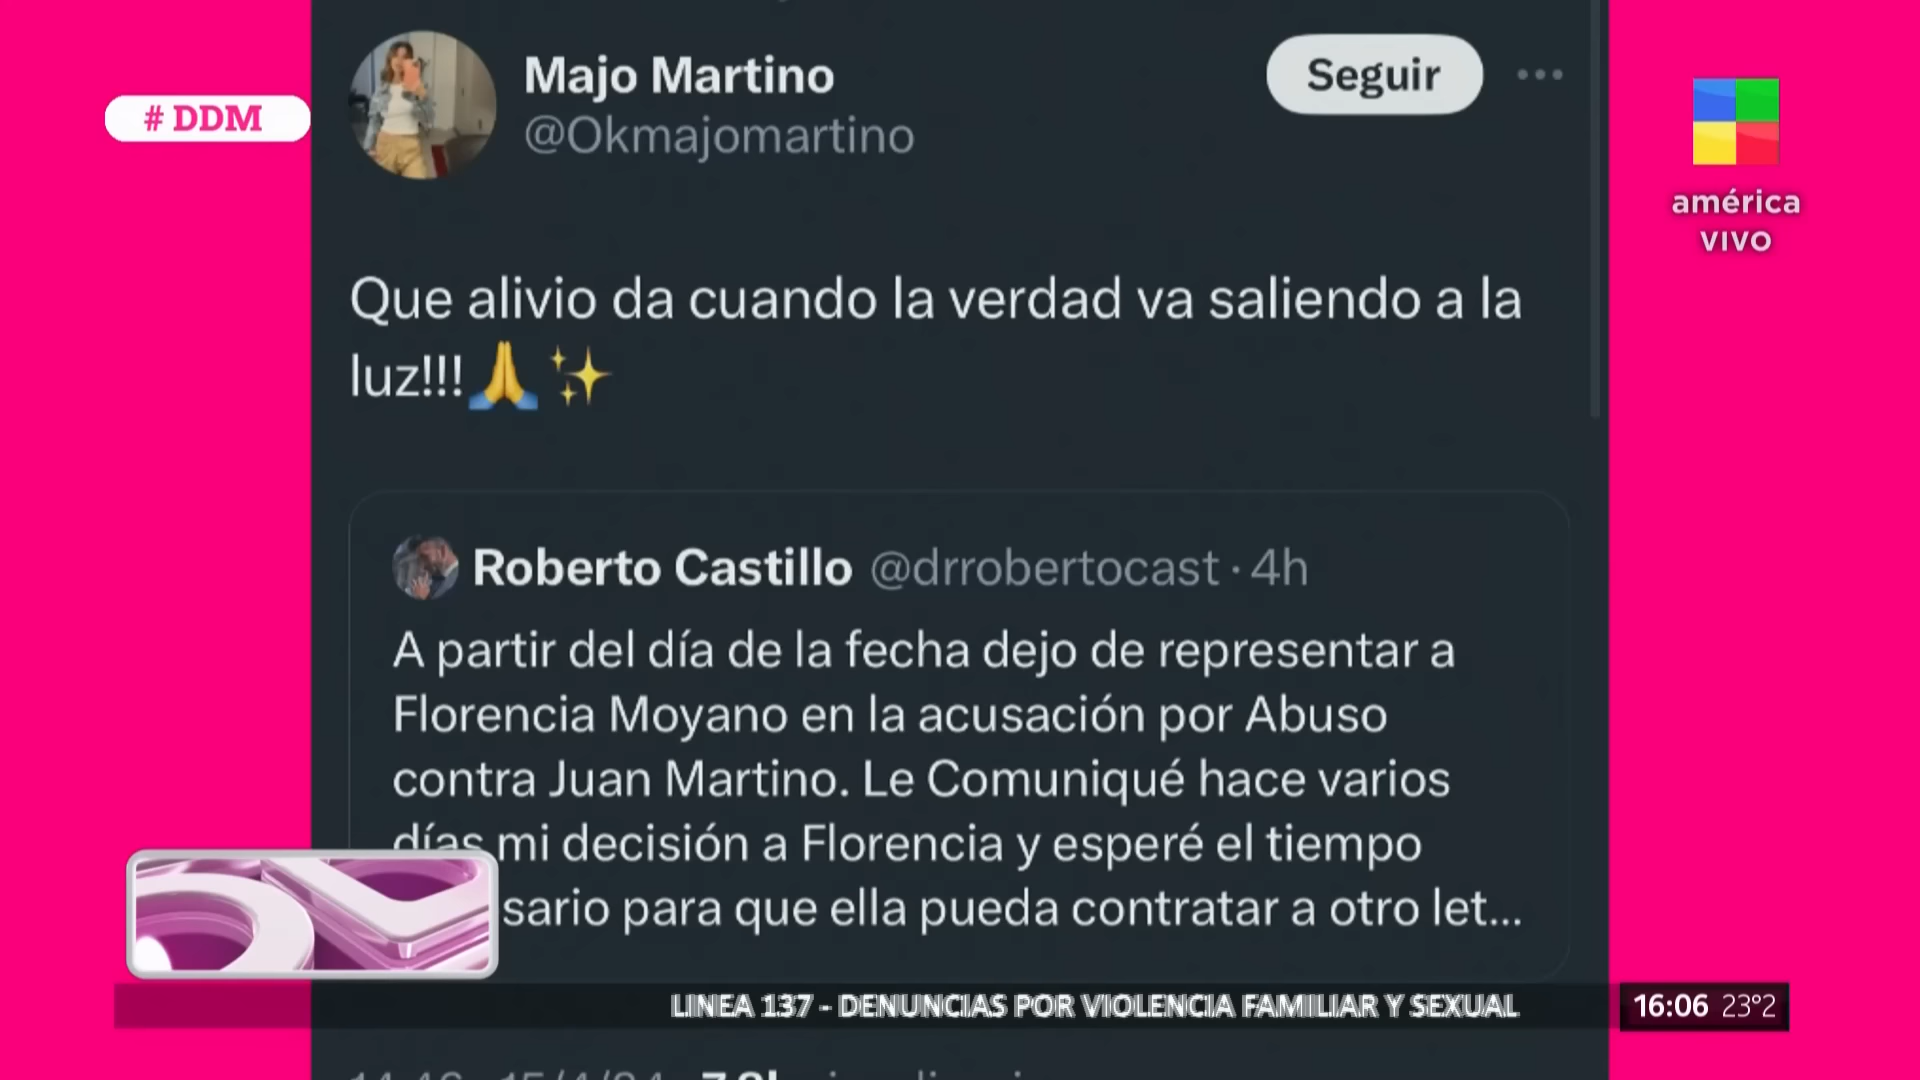 Majo Martino
@Okmajomartino
Seguir
# DDM
américa
VIVO
Que alivio da cuando la verdad va saliendo a la
luz!!!🙏✨
Roberto Castillo @drrobertocast · 4h
A partir del día de la fecha dejo de representar a
Florencia Moyano en la acusación por Abuso
contra Juan Martino. Le Comuniqué hace varios
días mi decisión a Florencia y esperé el tiempo
sario para que ella pueda contratar a otro let...
LINEA 137 - DENUNCIAS POR VIOLENCIA FAMILIAR Y SEXUAL
16:06 23°2